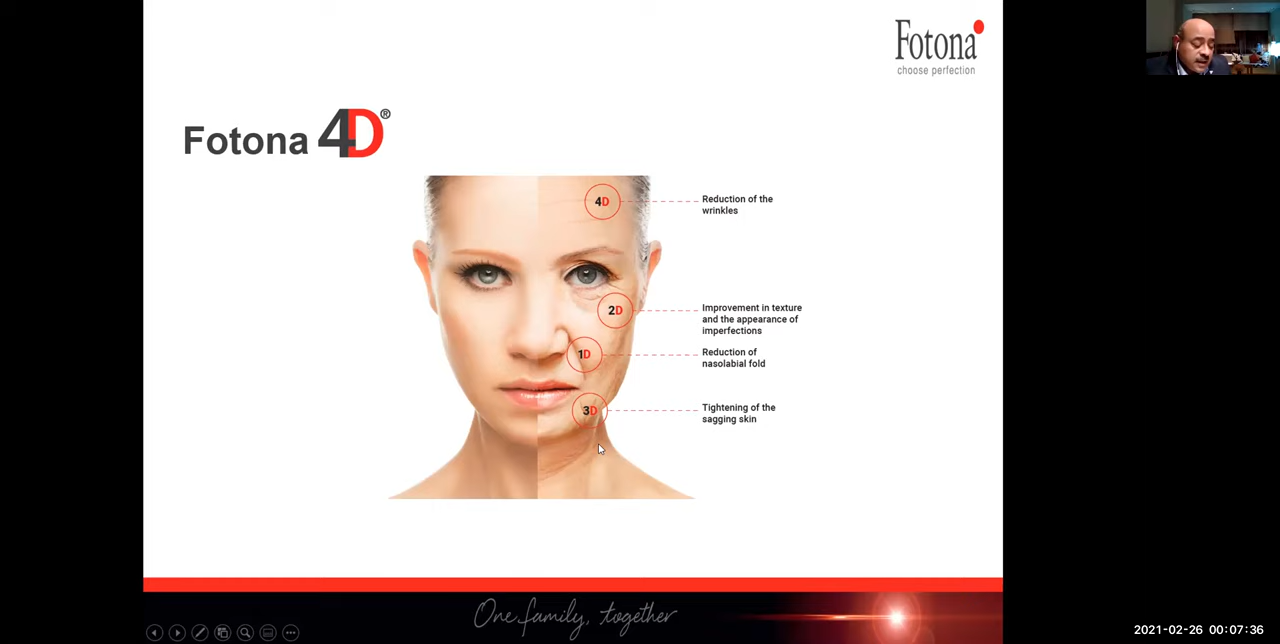 Fotona
choose perfection
Fotona 4D®
4D
Reduction of the
wrinkles
2D
Improvement in texture
and the appearance of
imperfections
1D
Reduction of
nasolabial fold
3D
Tightening of the
sagging skin
One family, together
2021-02-26 00:07:36